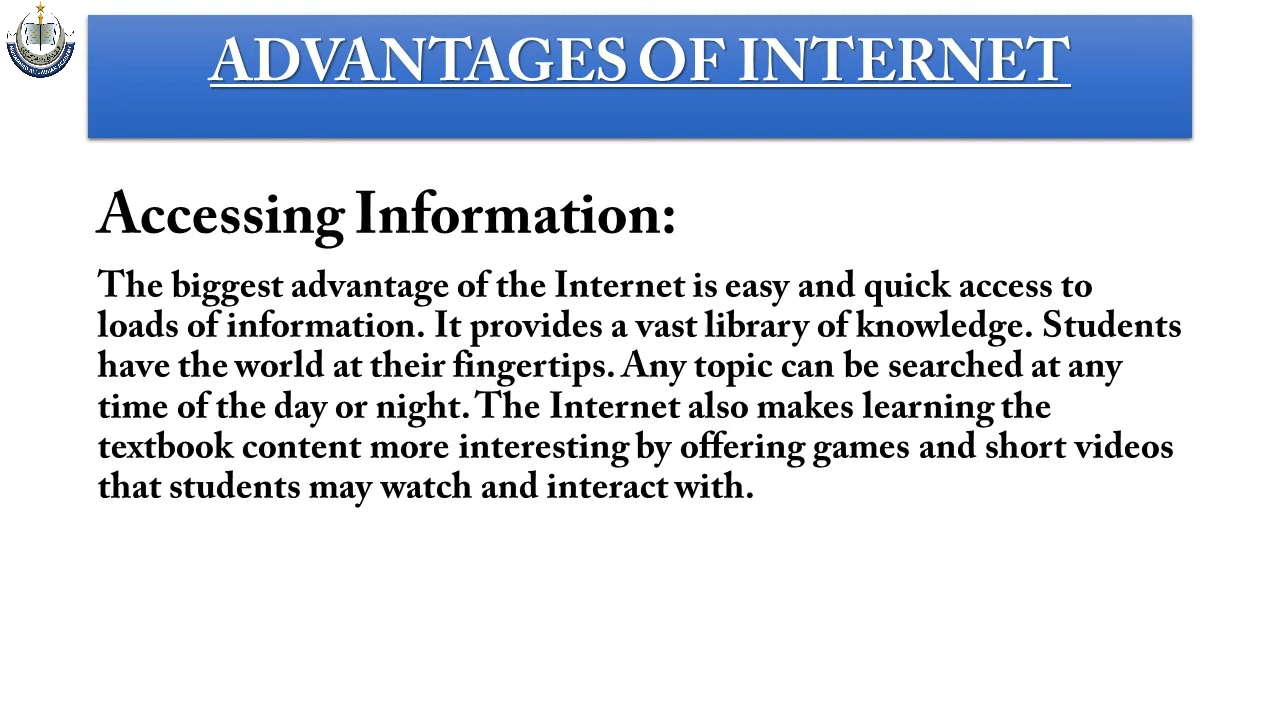 ADVANTAGES OF INTERNET
Accessing Information:
The biggest advantage of the Internet is easy and quick access to
loads of information. It provides a vast library of knowledge. Students
have the world at their fingertips. Any topic can be searched at any
time of the day or night. The Internet also makes learning the
textbook content more interesting by offering games and short videos
that students may watch and interact with.